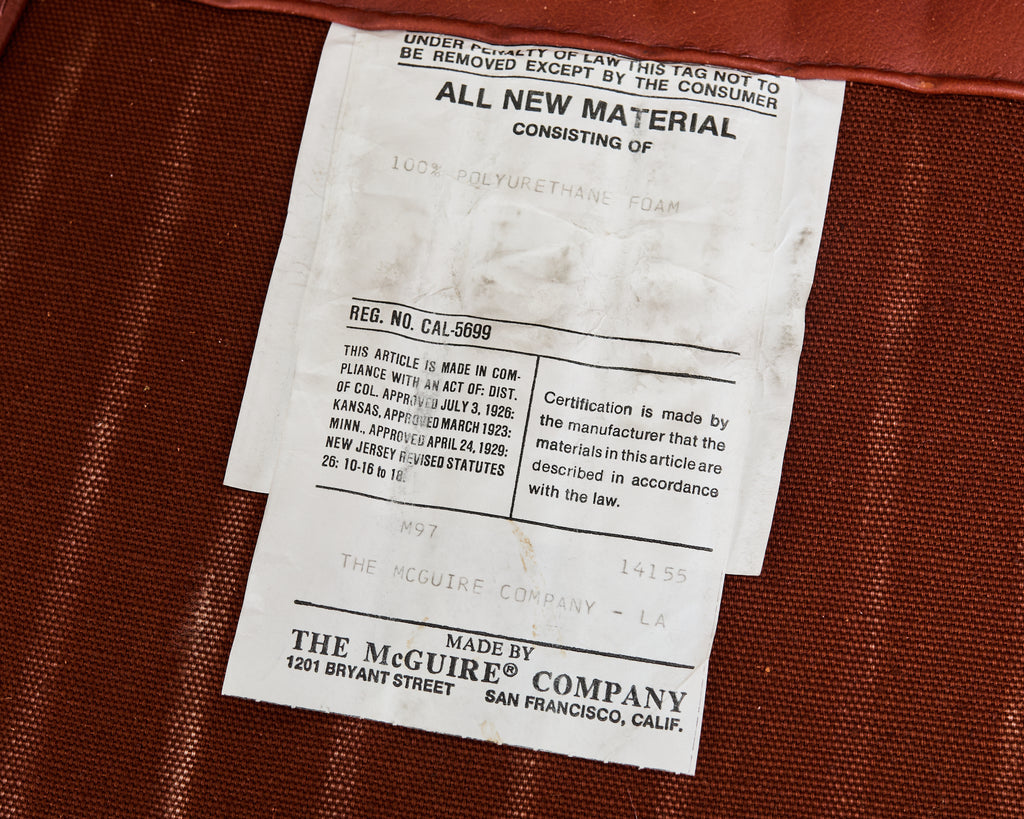 UNDER PENALTY OF LAW THIS TAG NOT TO
BE REMOVED EXCEPT BY THE CONSUMER
ALL NEW MATERIAL
CONSISTING OF
100% POLYURETHANE FOAM
REG. NO. CAL-5699
THIS ARTICLE IS MADE IN COM-
PLIANCE WITH AN ACT OF: DIST.
OF COL. APPROVED JULY 3, 1926:
KANSAS, APPROVED MARCH 1923:
MINN., APPROVED APRIL 24, 1929:
NEW JERSEY REVISED STATUTES
26: 10-16 to 18.
Certification is made by
the manufacturer that the
materials in this article are
described in accordance
with the law.
M97
14155
THE MCGUIRE COMPANY - LA
MADE BY
THE McGUIRE® COMPANY
1201 BRYANT STREET SAN FRANCISCO, CALIF.